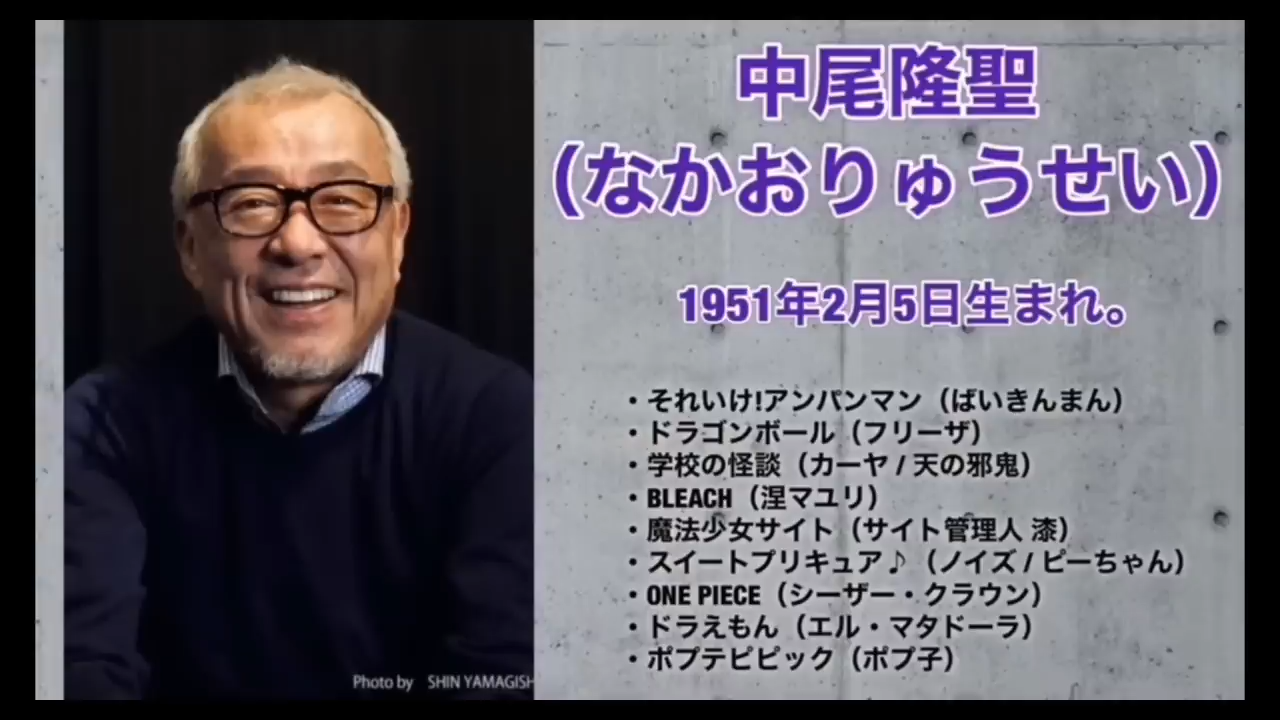 中尾隆聖
（なかおりゅうせい）
1951年2月5日生まれ。
・それいけ!アンパンマン（ばいきんまん）
・ドラゴンボール（フリーザ）
・学校の怪談（カーヤ / 天の邪鬼）
・BLEACH（涅マユリ）
・魔法少女サイト（サイト管理人 漆）
・スイートプリキュア♪（ノイズ / ピーちゃん）
・ONE PIECE（シーザー・クラウン）
・ドラえもん（エル・マタドーラ）
・ポプテピピック（ポプ子）
Photo by SHIN YAMAGISH